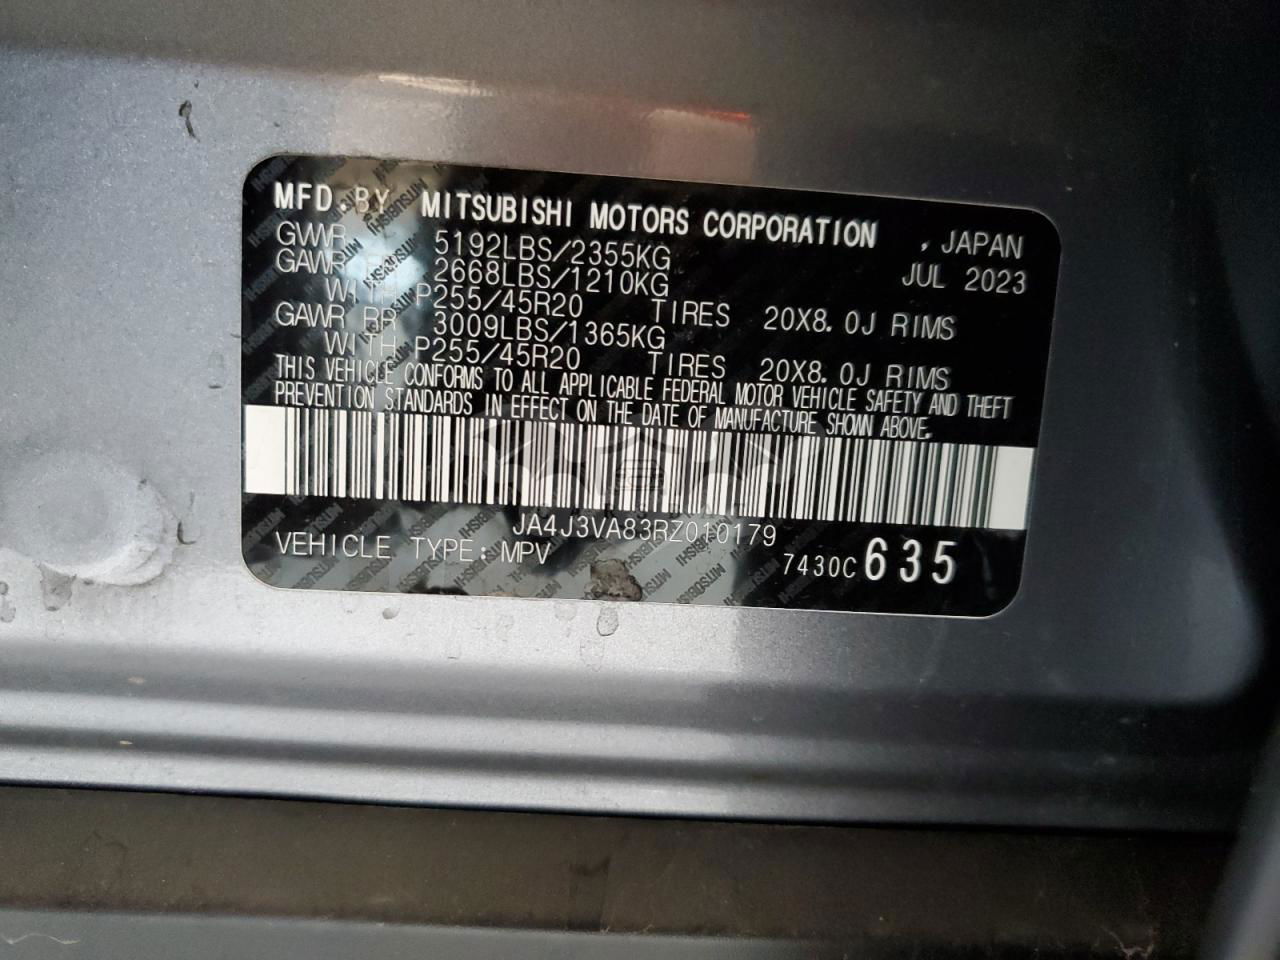 MFD. BY MITSUBISHI MOTORS CORPORATION , JAPAN
GVWR 5192LBS/2355KG JUL 2023
GAWR 2668LBS/1210KG
WITH P255/45R20 TIRES 20X8.0J RIMS
GAWR RR 3009LBS/1365KG
WITH P255/45R20 TIRES 20X8.0J RIMS
THIS VEHICLE CONFORMS TO ALL APPLICABLE FEDERAL MOTOR VEHICLE SAFETY AND THEFT
PREVENTION STANDARDS IN EFFECT ON THE DATE OF MANUFACTURE SHOWN ABOVE.
JA4J3VA83RZ010179
VEHICLE TYPE: MPV 7430C 635